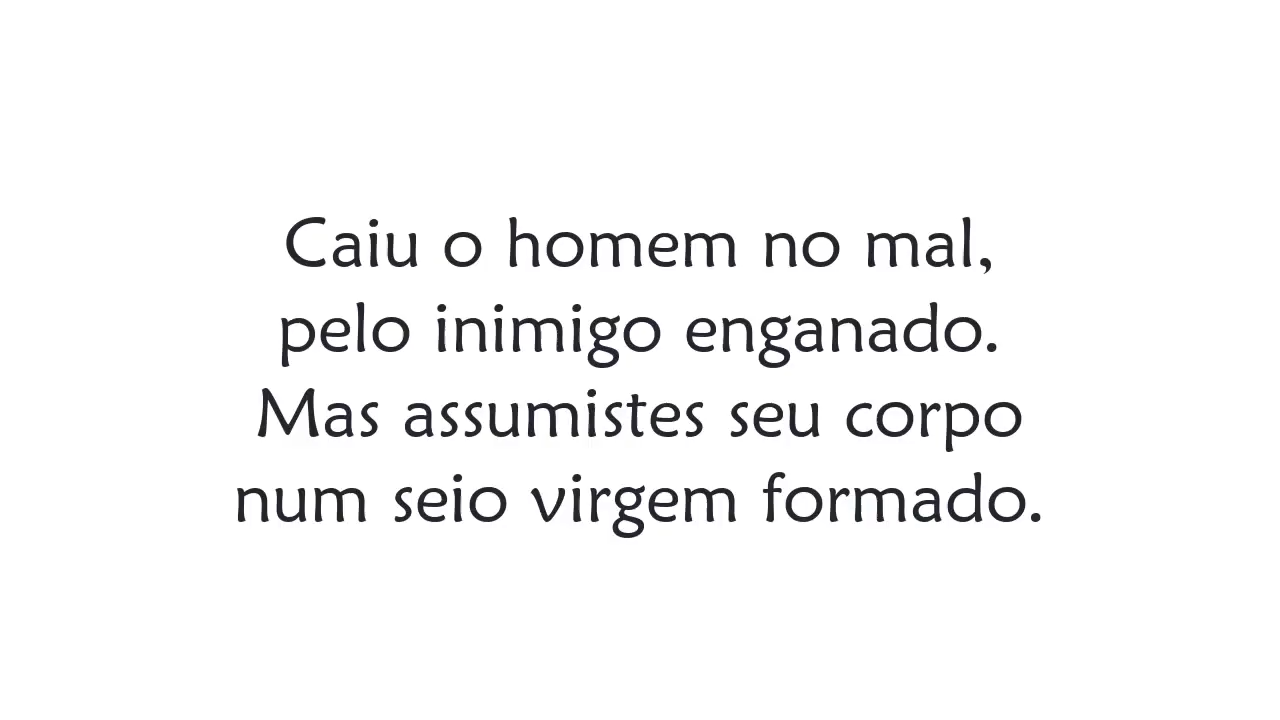 Caiu o homem no mal,
pelo inimigo enganado.
Mas assumistes seu corpo
num seio virgem formado.